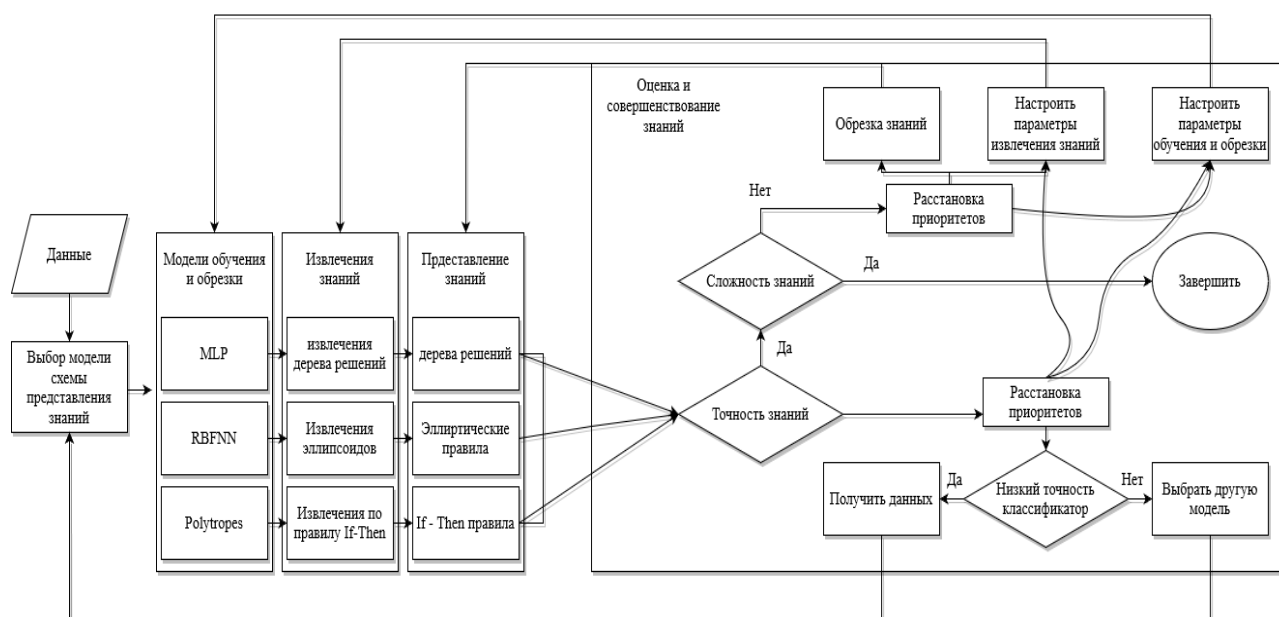 Оценка и
совершенствование
знаний
Обрезка знаний
Настроить
параметры
извлечения знаний
Настроить
параметры
обучения и обрезки
Нет
Расстановка
приоритетов
Данные
Модели обучения
и обрезки
Извлечения
знаний
Прдеставление
знаний
Сложность знаний
Да
Завершить
Выбор модели
схемы
представления
знаний
MLP
извлечения
дерева решений
дерева решений
Да
Точность знаний
Расстановка
приоритетов
RBFNN
Извлечения
эллипсоидов
Эллиртические
правила
Получить данных
Да
Низкий точность
классификатор
Нет
Выбрать другую
модель
Polytropes
Извлечения по
правилу If-Then
If - Then правила